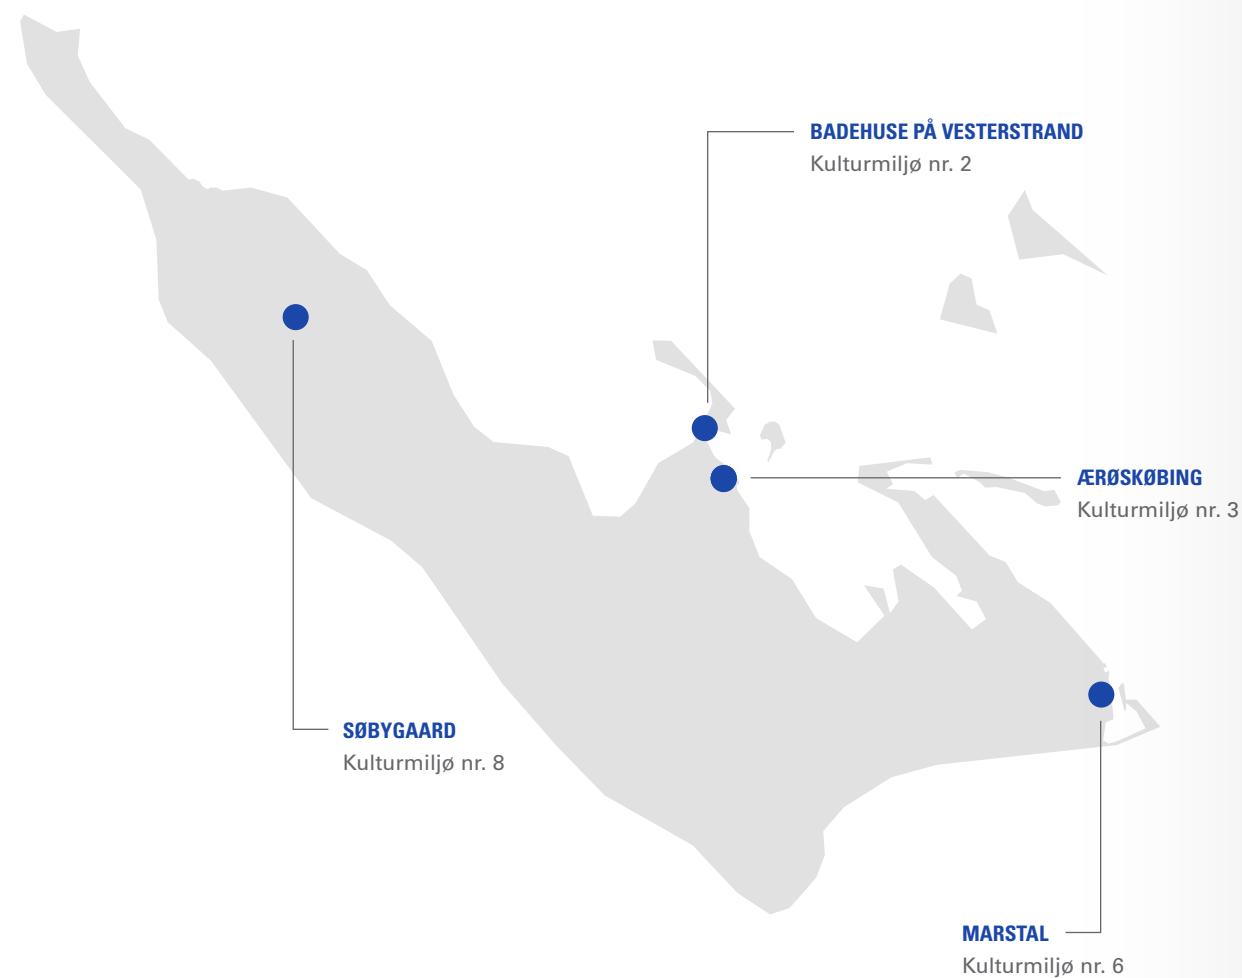 BADEHUSE PÅ VESTERSTRAND
Kulturmiljø nr. 2
ÆRØSKØBING
Kulturmiljø nr. 3
SØBYGAARD
Kulturmiljø nr. 8
MARSTAL
Kulturmiljø nr. 6